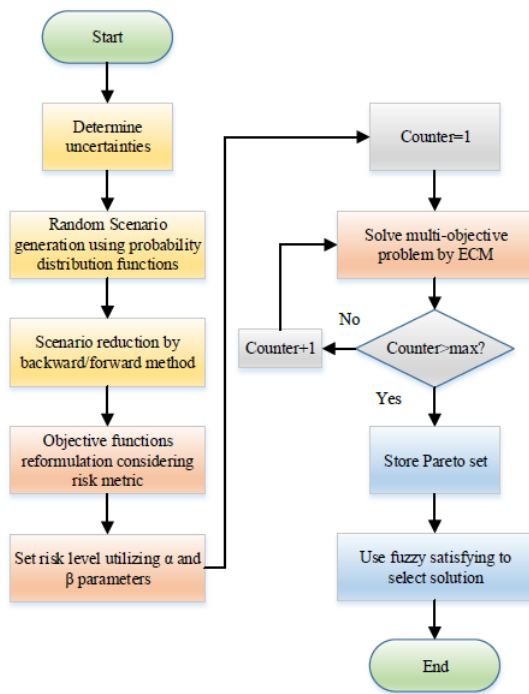 Start
Determine
uncertainties
Random Scenario
generation using probability
distribution functions
Scenario reduction by
backward/forward method
Objective functions
reformulation considering
risk metric
Set risk level utilizing α and
β parameters
Counter=1
Solve multi-objective
problem by ECM
No
Counter+1
Counter>max?
Yes
Store Pareto set
Use fuzzy satisfying to
select solution
End